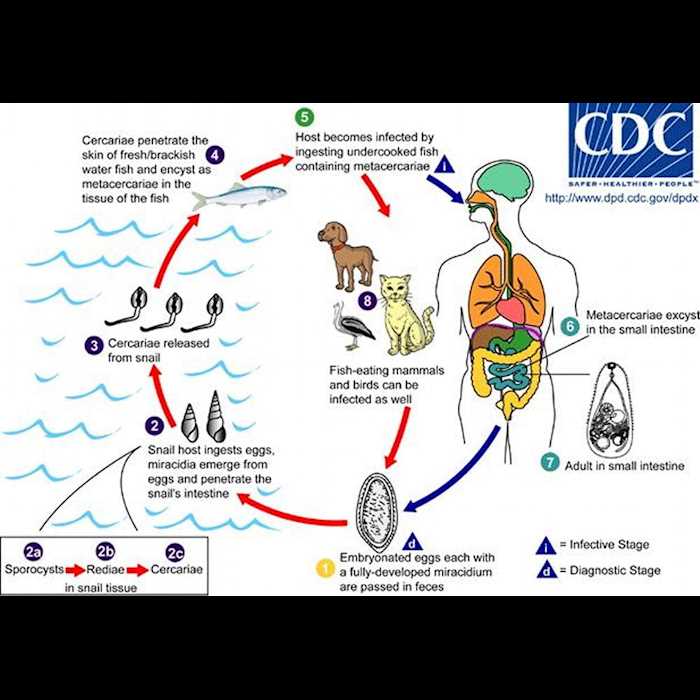 CDC
SAFER • HEALTHIER • PEOPLE™
http://www.dpd.cdc.gov/dpdx
5
Host becomes infected by
ingesting undercooked fish
containing metacercariae
i
4
Cercariae penetrate the
skin of fresh/brackish
water fish and encyst as
metacercariae in the
tissue of the fish
8
Fish-eating mammals
and birds can be
infected as well
6
Metacercariae excyst
in the small intestine
7
Adult in small intestine
3
Cercariae released
from snail
2
Snail host ingests eggs,
miracidia emerge from
eggs and penetrate the
snail's intestine
2a
2b
2c
Sporocysts
Rediae
Cercariae
in snail tissue
d
1
Embryonated eggs each with
a fully-developed miracidium
are passed in feces
i = Infective Stage
d = Diagnostic Stage